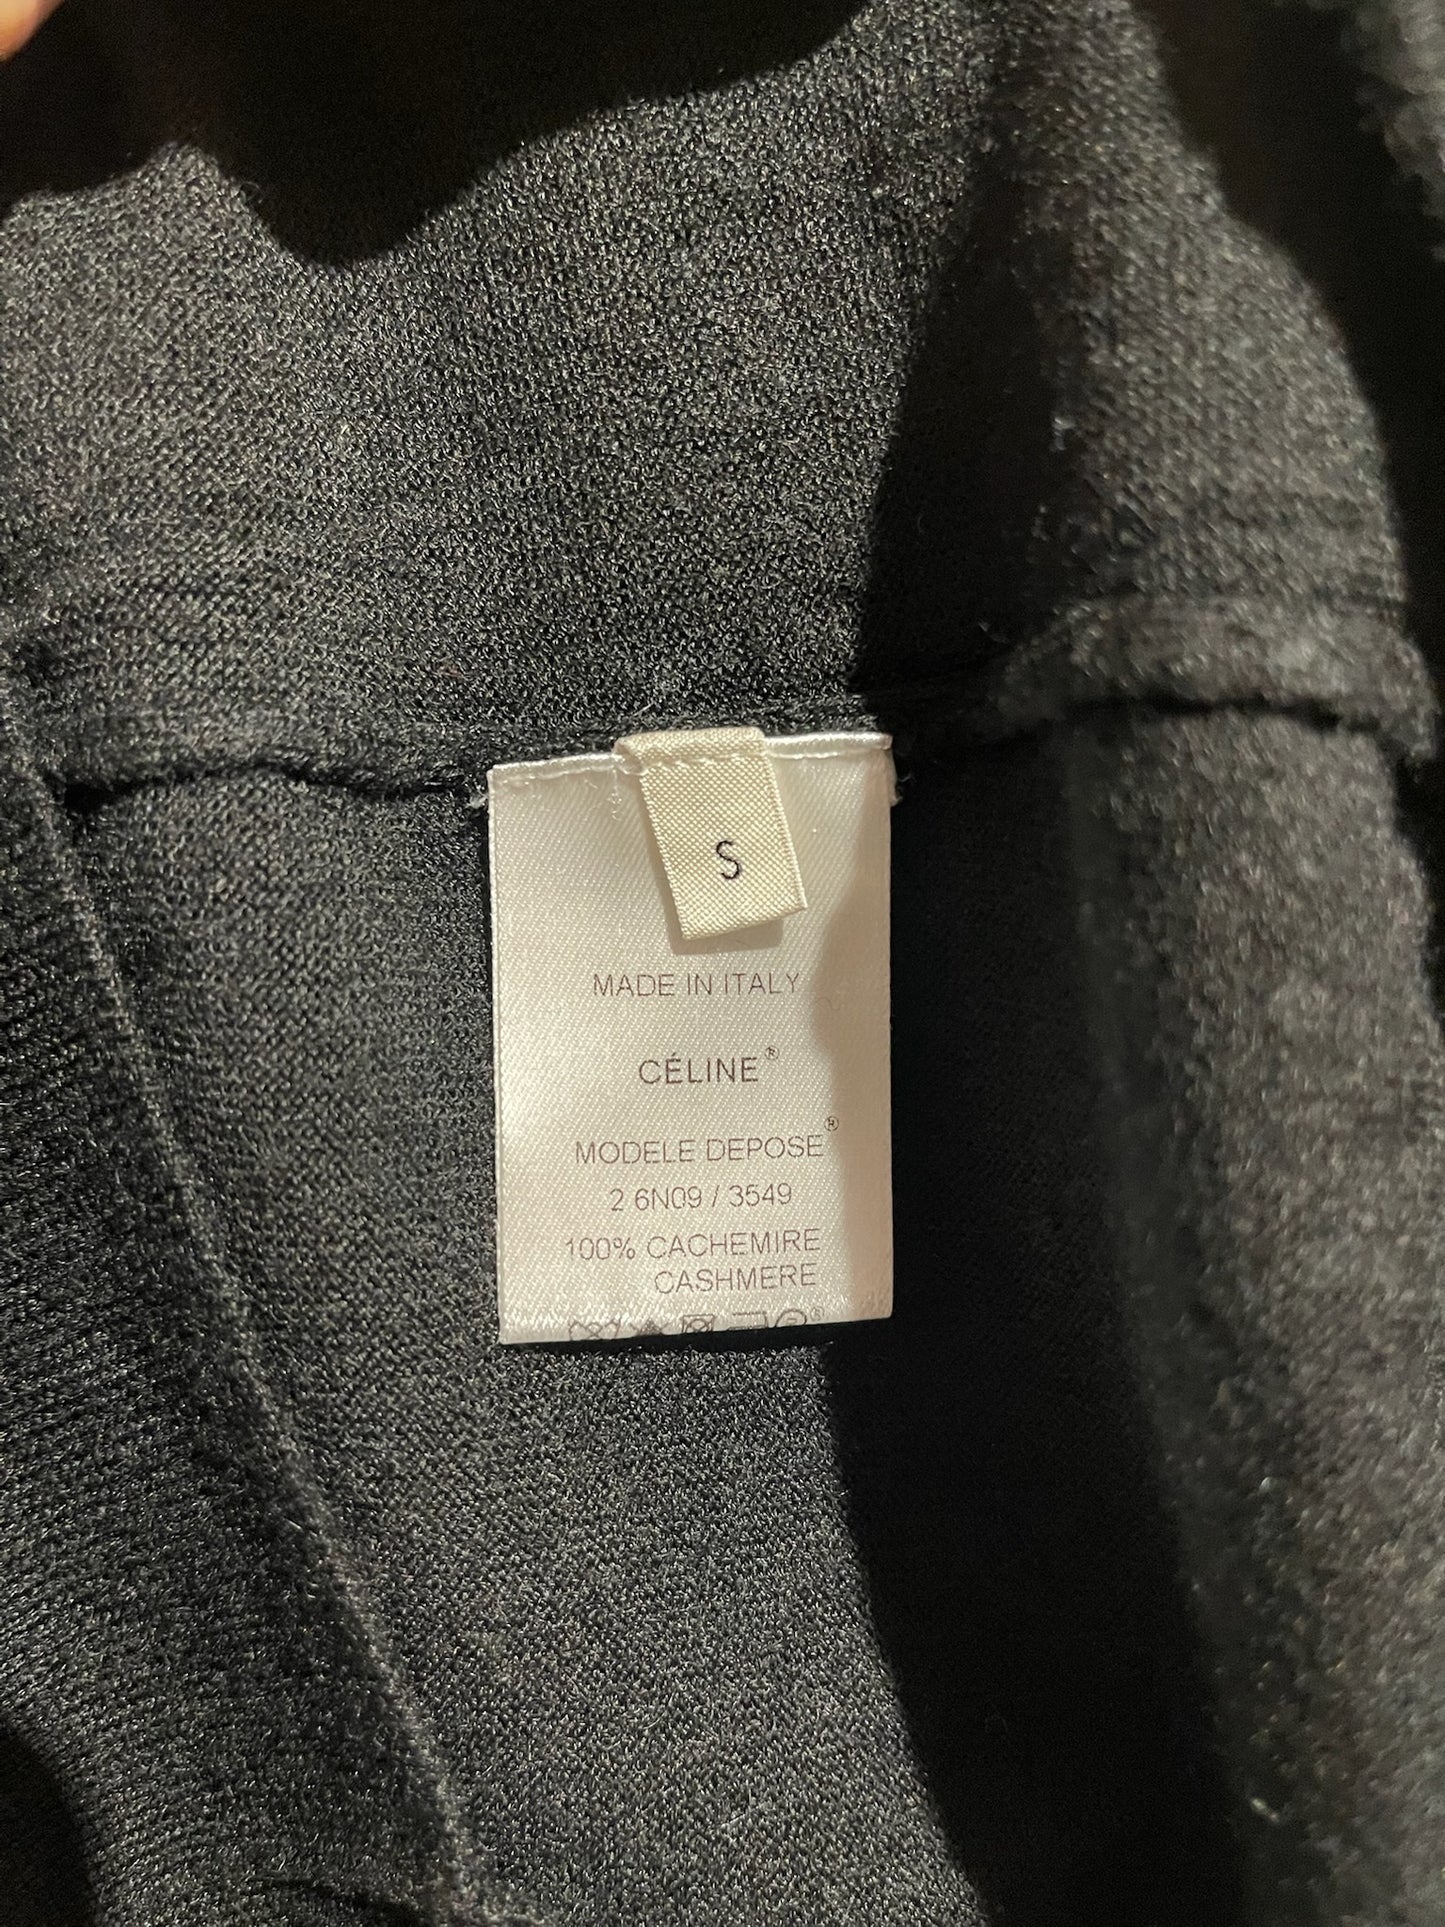 S
MADE IN ITALY
CÉLINE®
MODELE DEPOSE®
2 6N09 / 3549
100% CACHEMIRE
CASHMERE